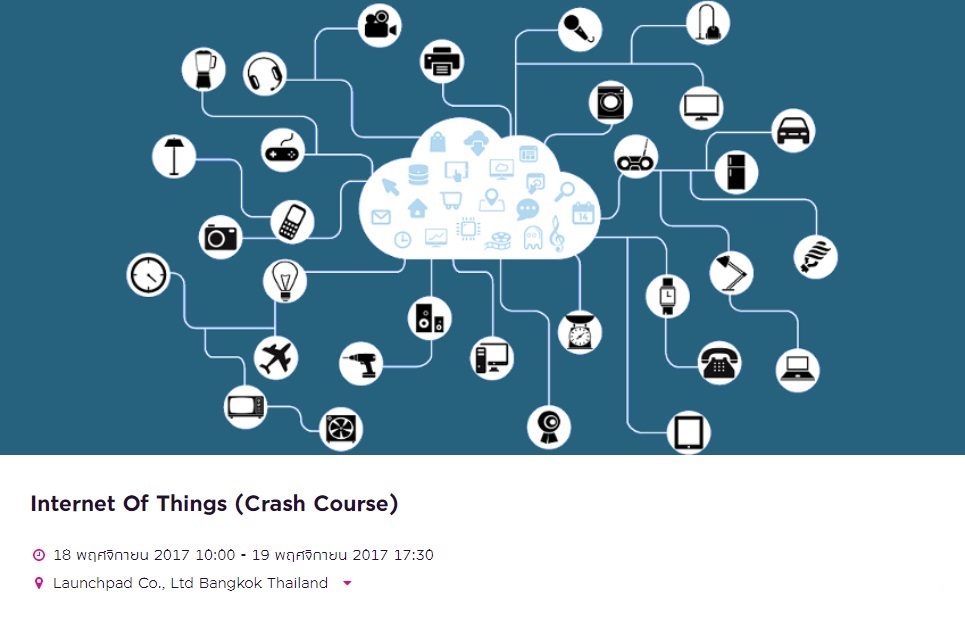 14
Internet Of Things (Crash Course)
18 พฤศจิกายน 2017 10:00 - 19 พฤศจิกายน 2017 17:30
Launchpad Co., Ltd Bangkok Thailand